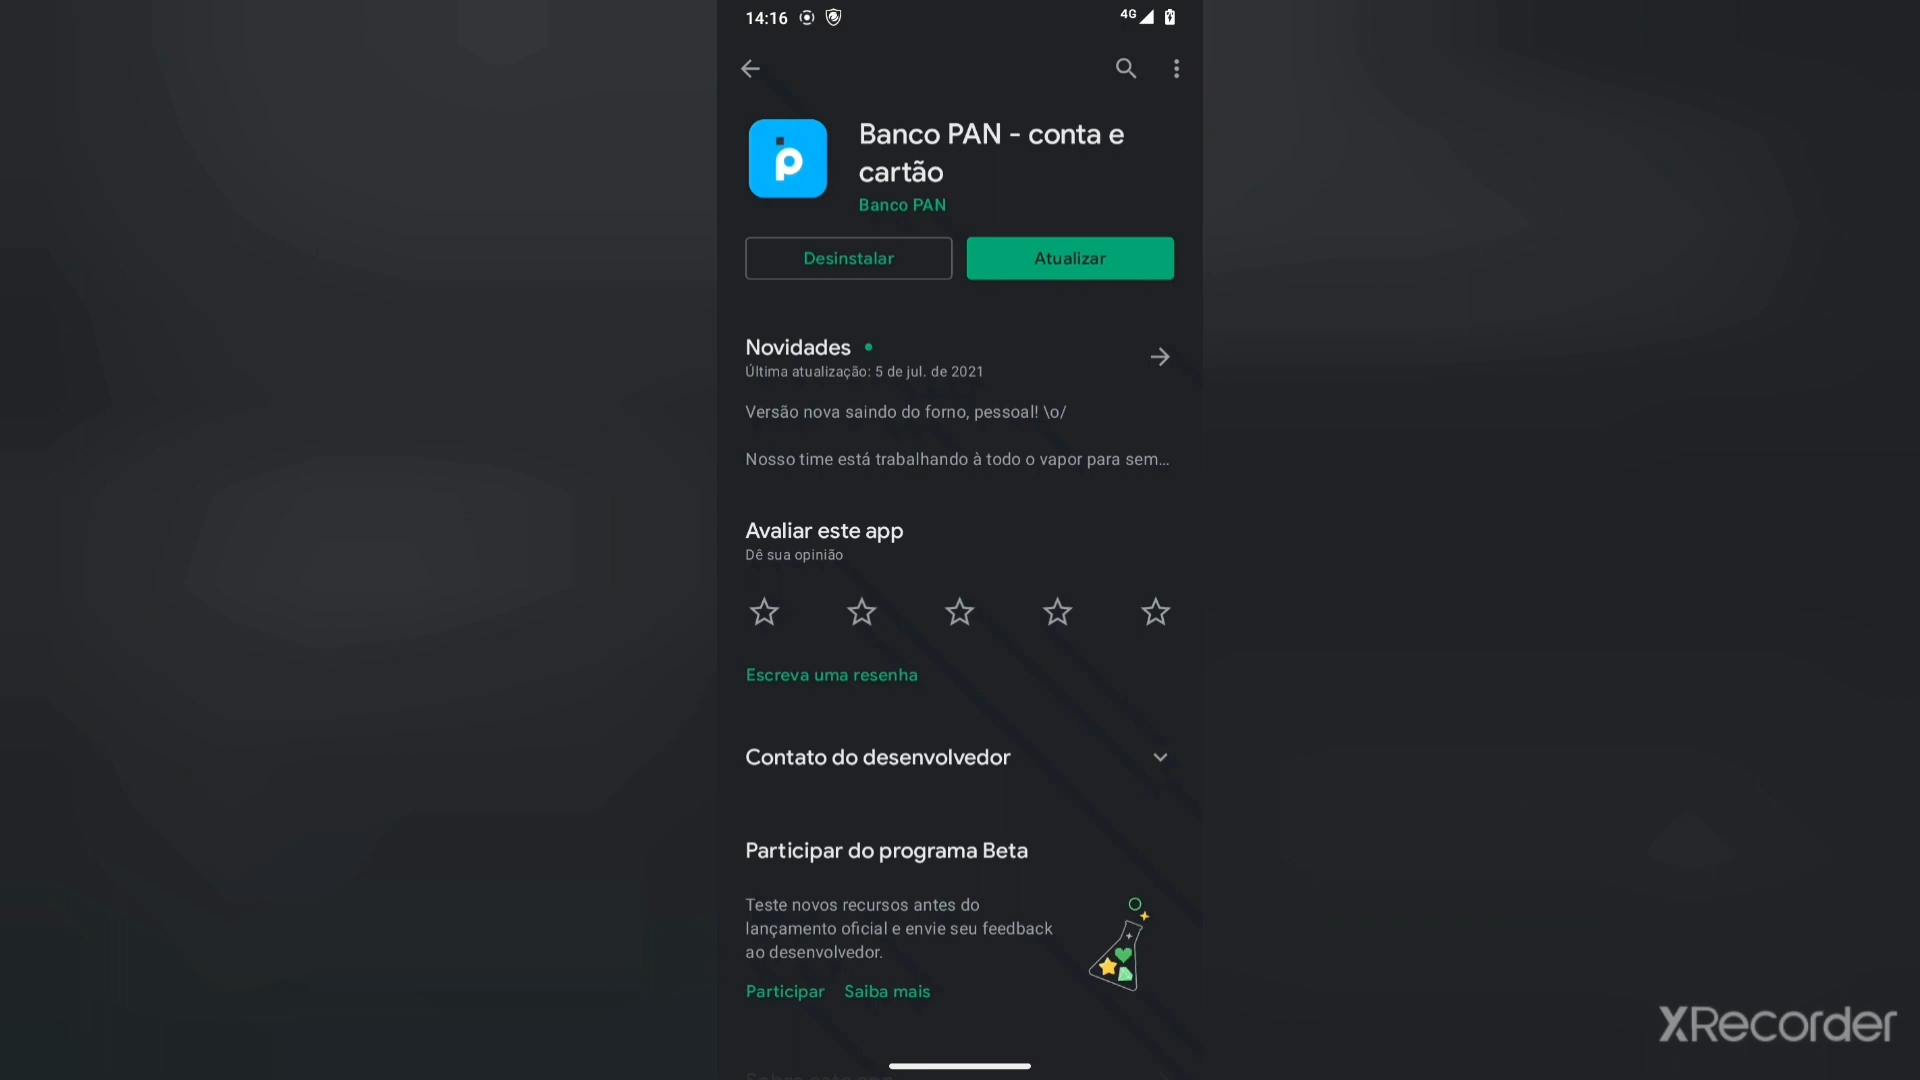 14:16
4G
Banco PAN - conta e
cartão
Banco PAN
Desinstalar
Atualizar
Novidades
Última atualização: 5 de jul. de 2021
Versão nova saindo do forno, pessoal! \o/
Nosso time está trabalhando à todo o vapor para sem...
Avaliar este app
Dê sua opinião
Escreva uma resenha
Contato do desenvolvedor
Participar do programa Beta
Teste novos recursos antes do
lançamento oficial e envie seu feedback
ao desenvolvedor.
Participar
Saiba mais
XRecorder